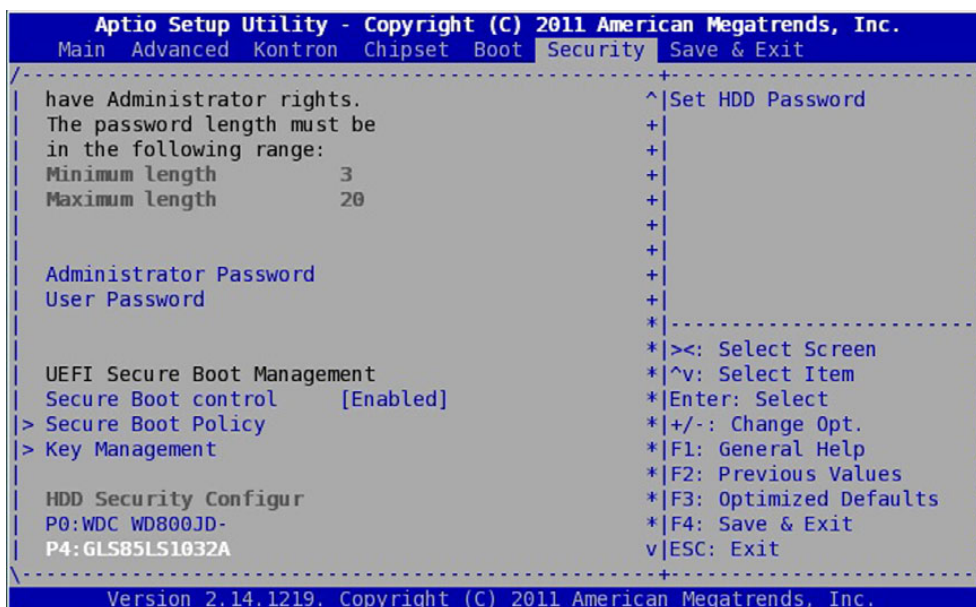 Aptio Setup Utility - Copyright (C) 2011 American Megatrends, Inc.
Main Advanced Kontron Chipset Boot Security Save & Exit
have Administrator rights.
The password length must be
in the following range:
Minimum length 3
Maximum length 20
Administrator Password
User Password
UEFI Secure Boot Management
Secure Boot control [Enabled]
> Secure Boot Policy
> Key Management
HDD Security Configur
P0:WDC WD800JD-
P4:GLS85LS1032A
Set HDD Password
><: Select Screen
^v: Select Item
Enter: Select
+/-: Change Opt.
F1: General Help
F2: Previous Values
F3: Optimized Defaults
F4: Save & Exit
ESC: Exit
Version 2.14.1219. Copyright (C) 2011 American Megatrends, Inc.